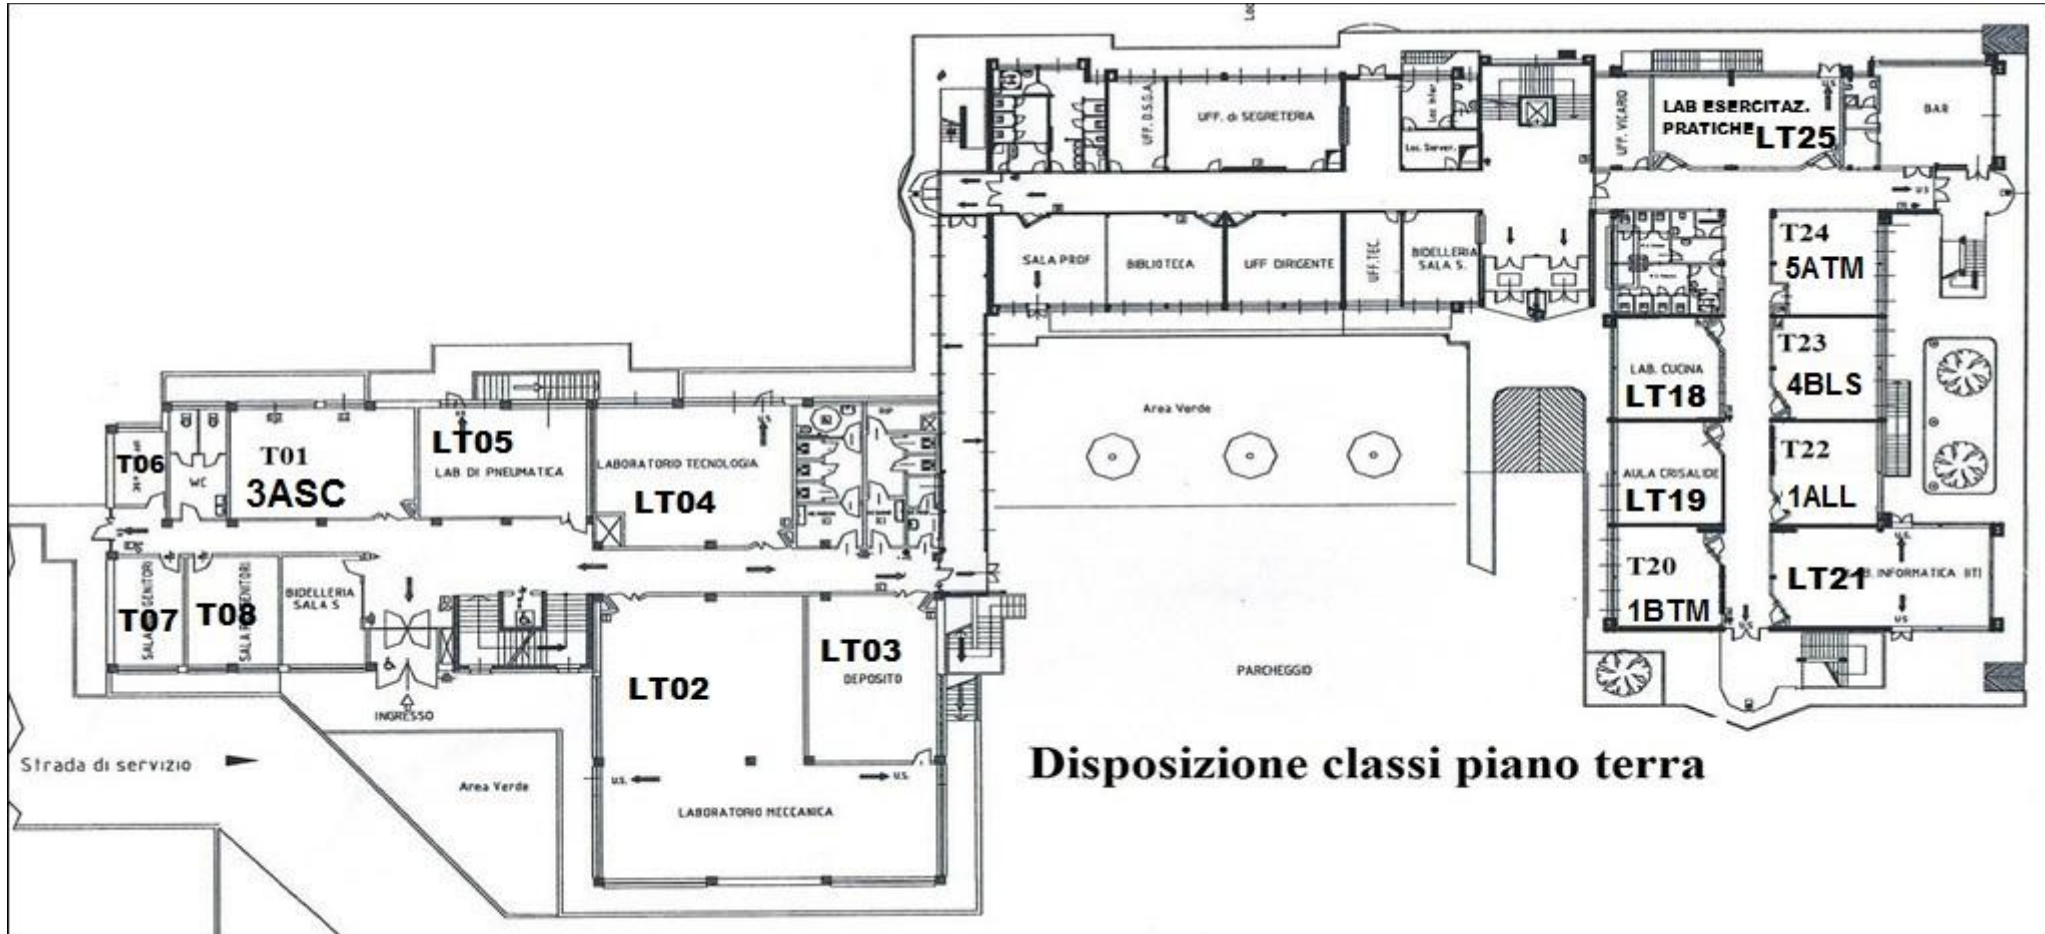 UFF. D.S.G.A.
UFF. di SEGRETERIA
Loc. Server.
UFF. VICARIO
LAB ESERCITAZ.
PRATICHE LT25
BAR
U.S.
U.S
SALA PROF
BIBLIOTECA
UFF DIRIGENTE
UFF.TEC.
BIDELLERIA
SALA S.
T24
5ATM
T23
4BLS
LAB. CUCINA
LT18
T22
1ALL
AULA CRISALIDE
LT19
T20
1BTM
LT21
INFORMATICA
U.S.
US
Area Verde
PARCHEGGIO
T06
WC
T01
3ASC
LT05
LAB DI PNEUMATICA
LABORATORIO TECNOLOGIA
LT04
U.S.
RIP
T07
SALA
GENITORI
T08
SALA
GENITORI
BIDELLERIA
SALA S
INGRESSO
LT02
LT03
DEPOSITO
U.S.
U.S.
LABORATORIO MECCANICA
Strada di servizio
Area Verde
Disposizione classi piano terra